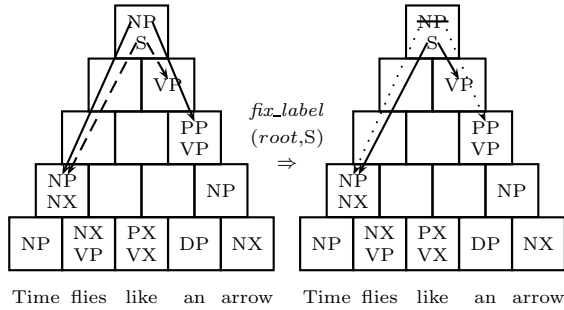 NP NP
S S
VP VP
PP PP
VP VP
fix_label
(root,S)
⇒
NP NP NP NP
NX NX
NP NX PX DP NX NP NX PX DP NX
VP VX VP VX
Time flies like an arrow Time flies like an arrow